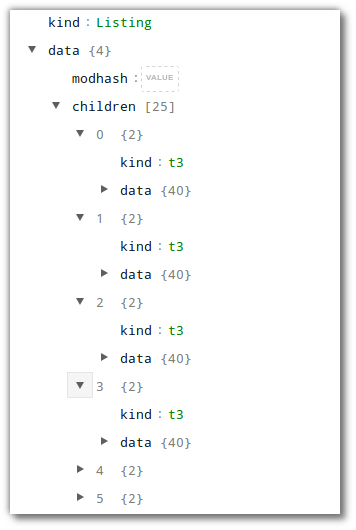 kind : Listing
data {4}
modhash : VALUE
children [25]
0 {2}
kind : t3
data {40}
1 {2}
kind : t3
data {40}
2 {2}
kind : t3
data {40}
3 {2}
kind : t3
data {40}
4 {2}
5 {2}